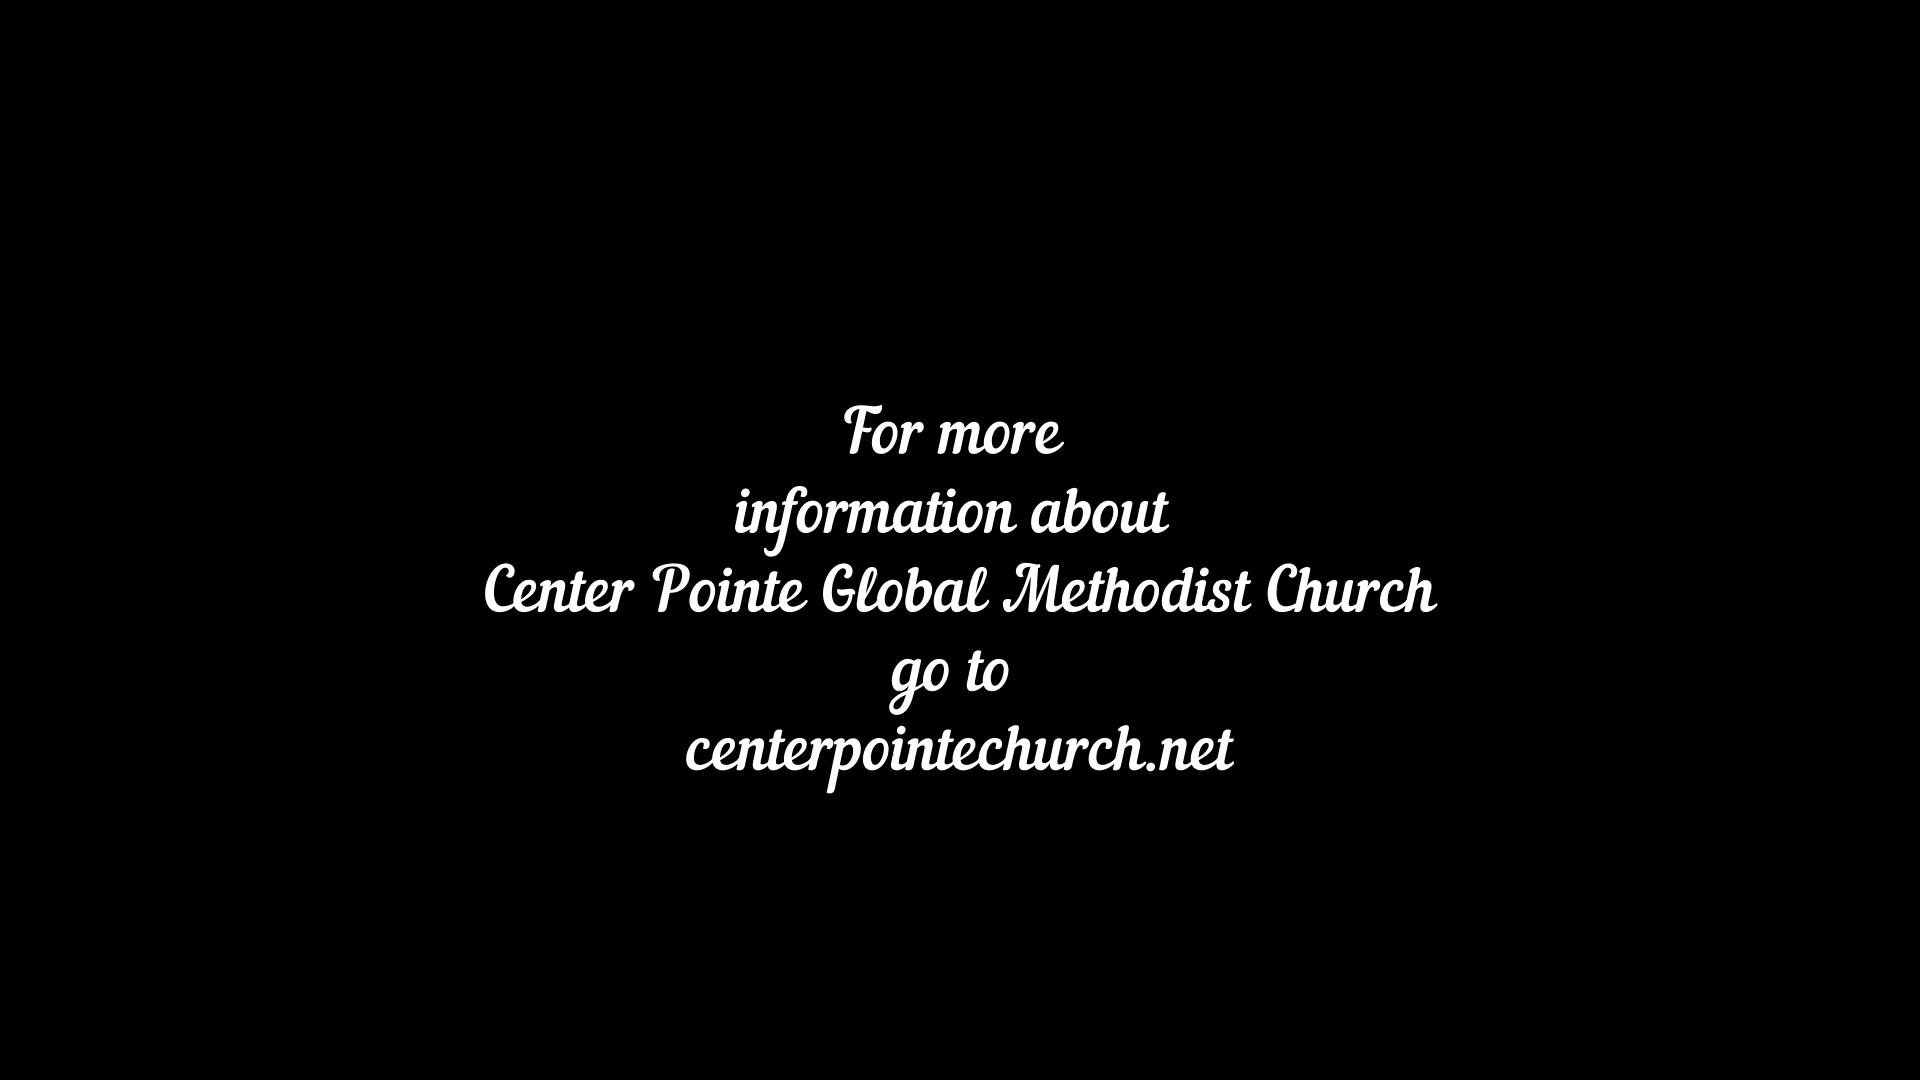 For more
information about
Center Pointe Global Methodist Church
go to
centerpointechurch.net